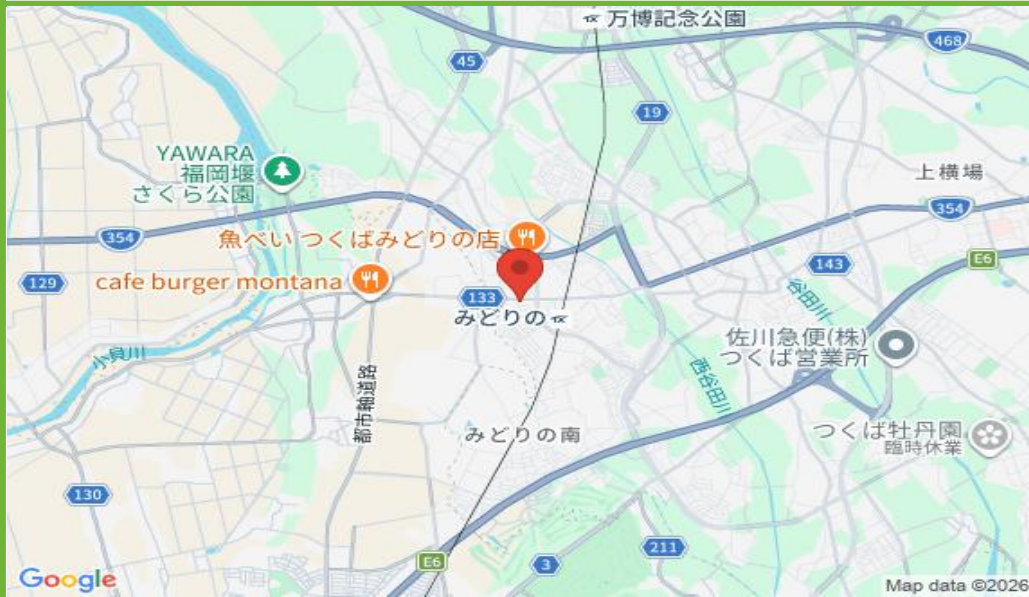 万博記念公園
468
45
19
YAWARA
福岡堰
さくら公園
上横場
354
354
魚べい つくばみどりの店
129
cafe burger montana
133
143
E6
みどりの
谷田川
小貝川
佐川急便(株)
つくば営業所
西谷田川
都市軸道路
みどりの南
つくば牡丹園
臨時休業
130
211
E6
3
Google
Map data ©2026